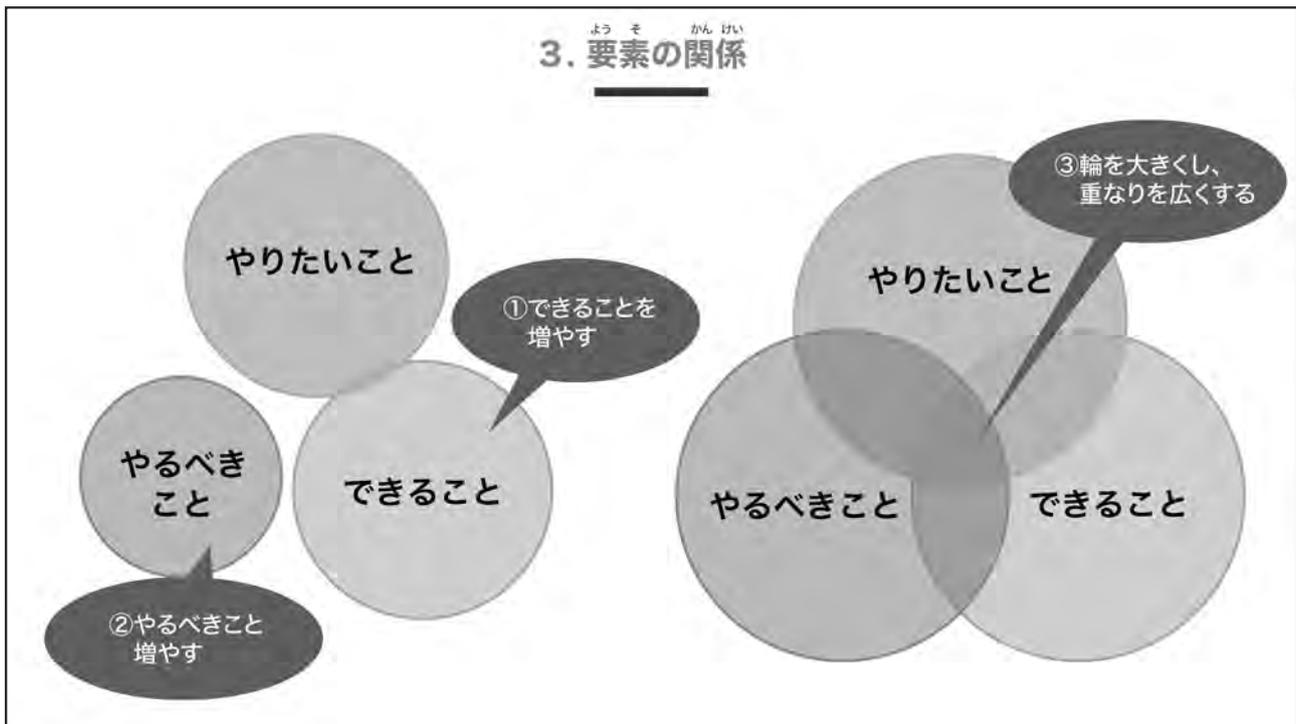 よう そ かん けい
3. 要素の関係
やりたいこと
①できることを
増やす
やるべき
こと
できること
②やるべきこと
増やす
③輪を大きくし、
重なりを広くする
やりたいこと
やるべきこと
できること